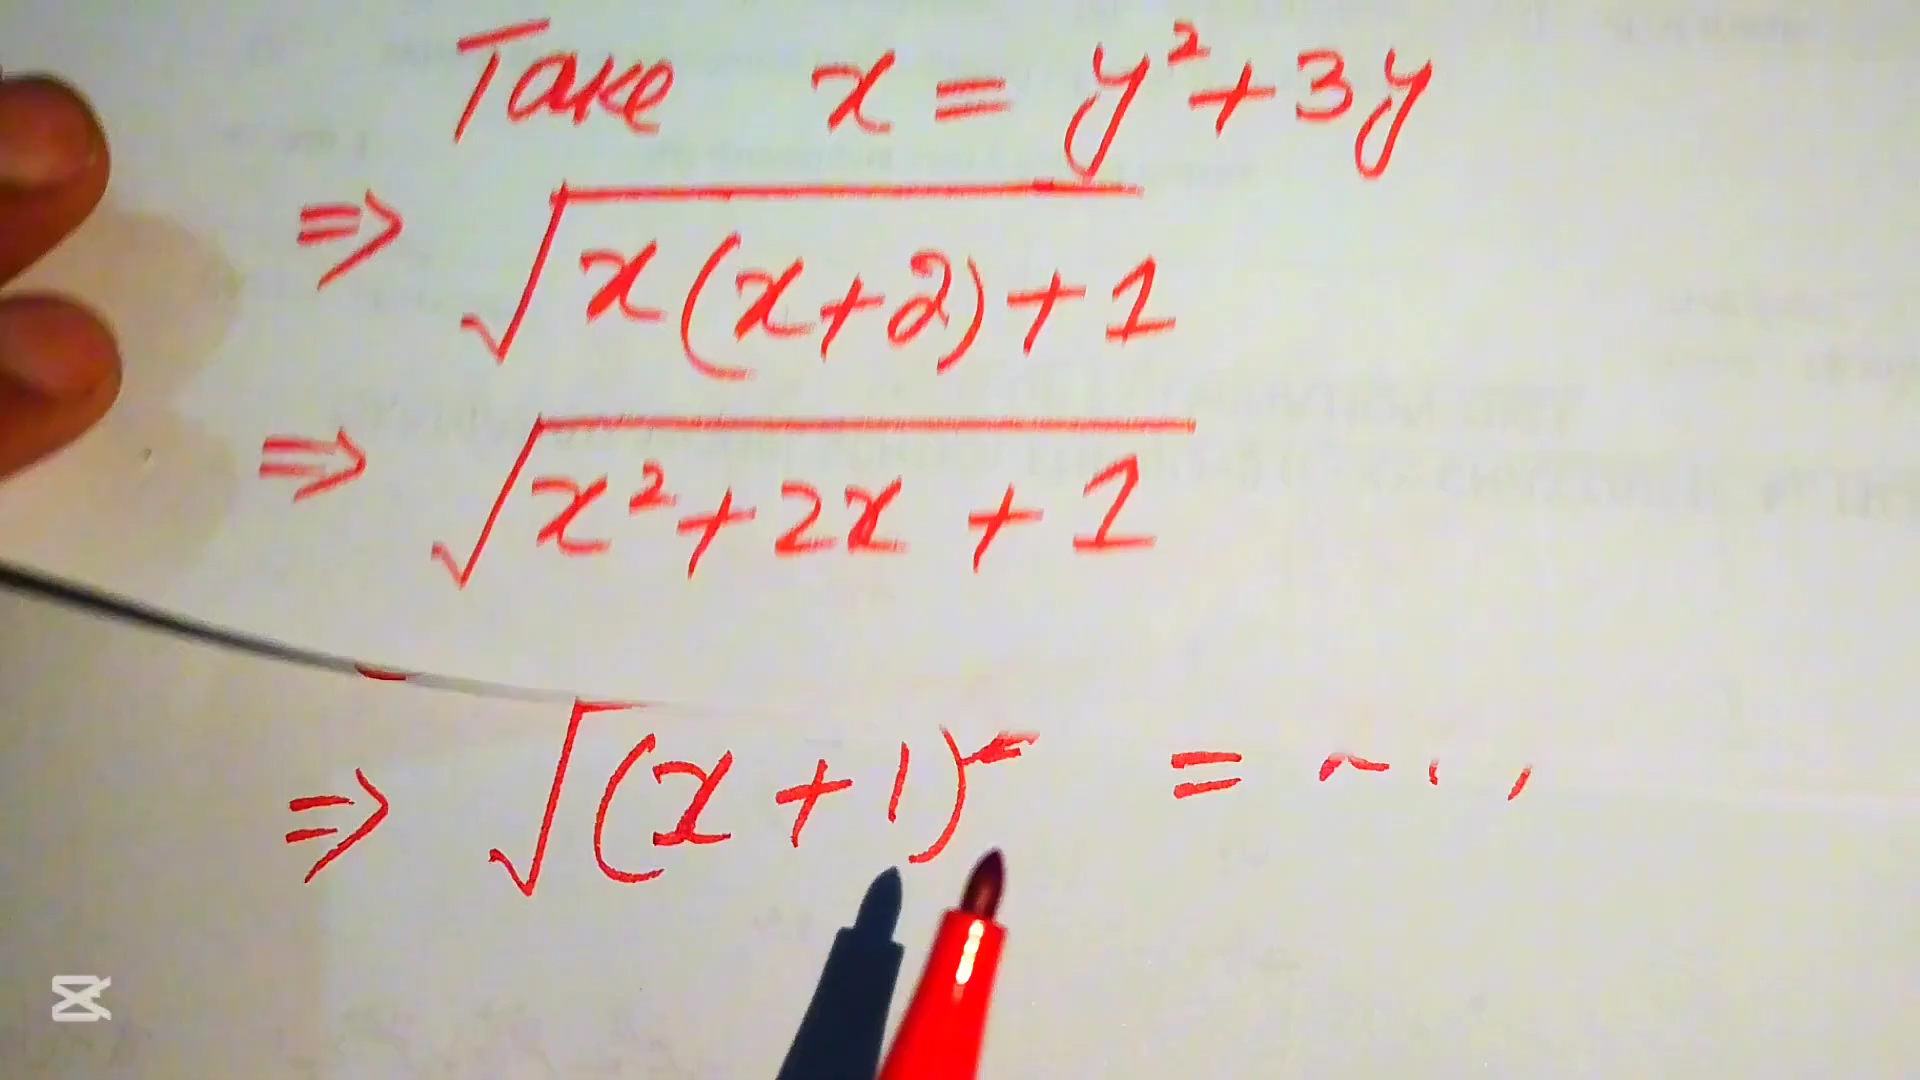 Take x = y²+3y
⇒ √x(x+2)+1
⇒ √x²+2x+1
⇒ √(x+1)² =